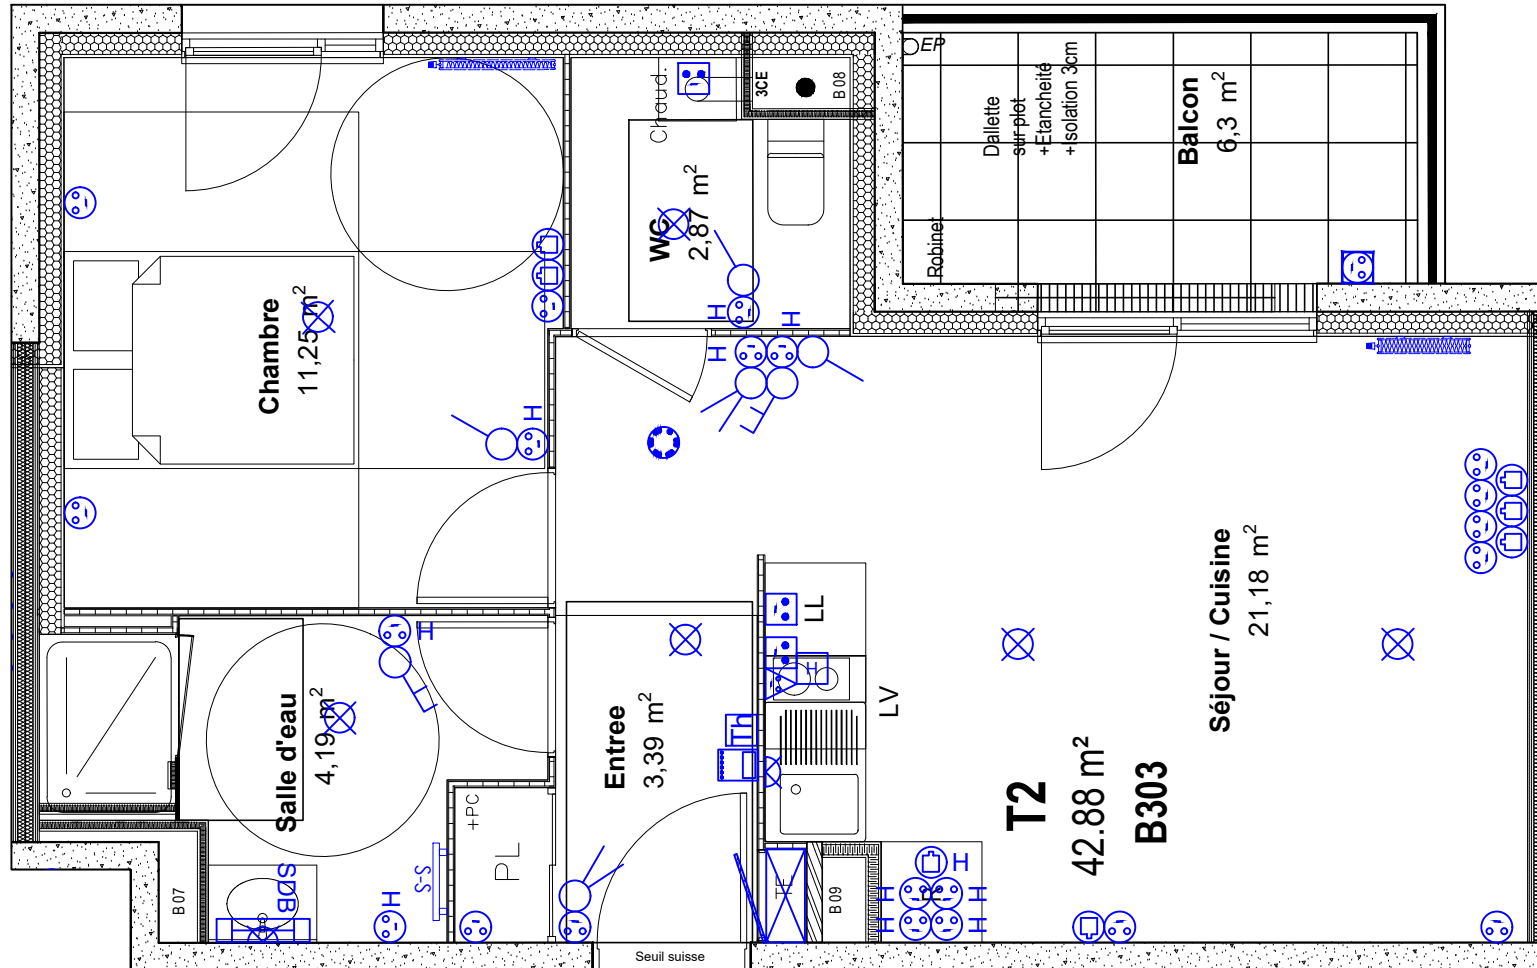 EP
Dallette
sur plot
+Etancheité
+Isolation 3cm
Balcon
6,3 m²
Robinet
Chaud.
3CE
B 08
WC
2,87 m²
H
H
H
Chambre
11,25 m²
H
Salle d'eau
4,19 m²
H
SDB
H
S-S
B 07
+PC
PL
Entree
3,39 m²
Th
LL
H
LV
TE
B 09
R
H
H
H
H
H
Séjour / Cuisine
21,18 m²
T2
42.88 m²
B303
Seuil suisse